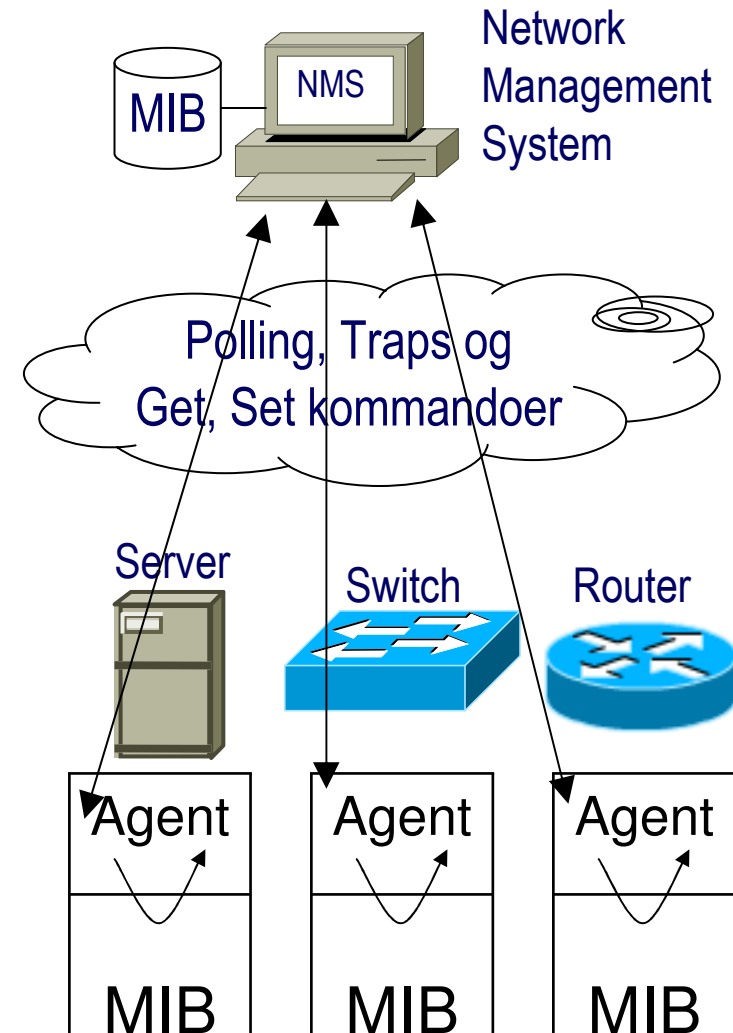 Network
Management
System
NMS
MIB
Polling, Traps og
Get, Set kommandoer
Server
Switch
Router
Agent
Agent
Agent
MIB
MIB
MIB